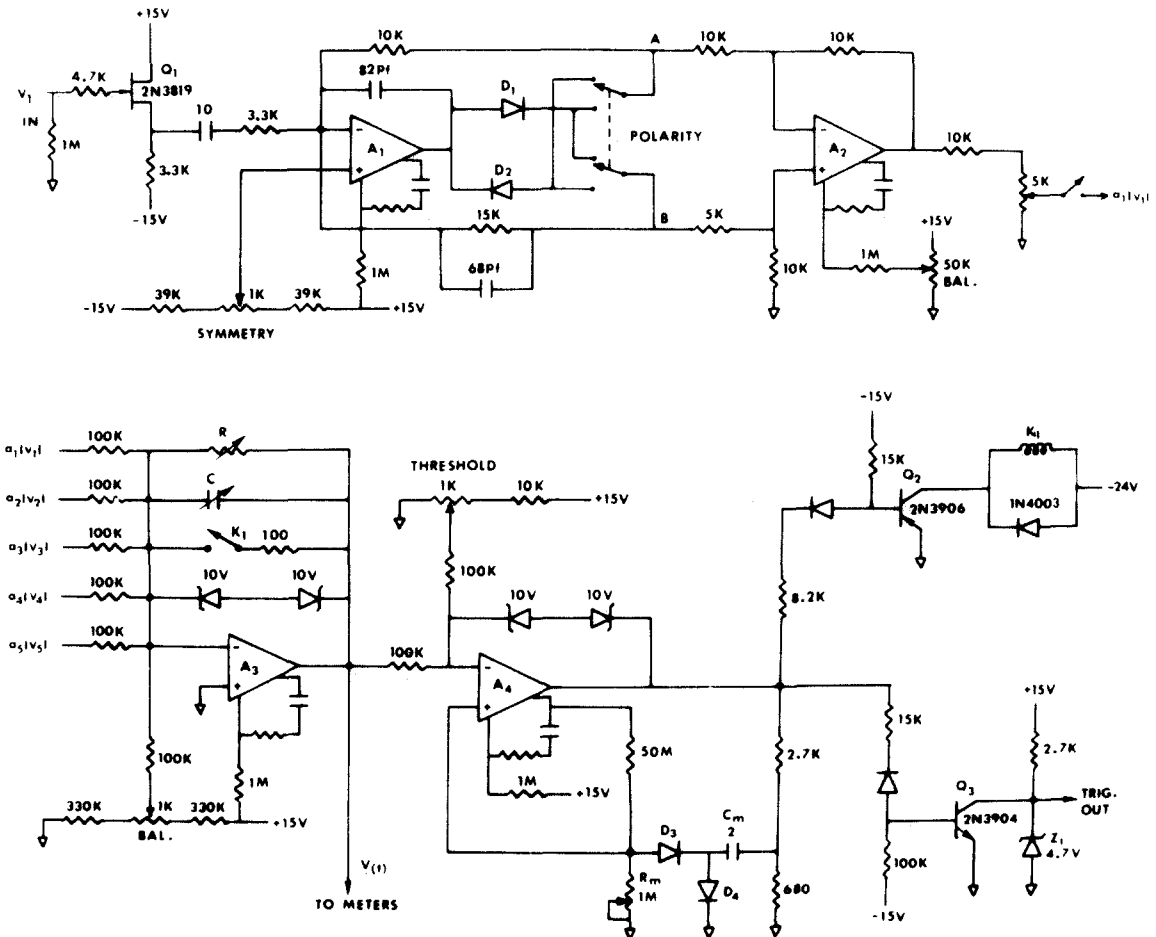 +15V
10K
A
10K
10K
Q1
2N3819
4.7K
V1
IN
1M
3.3K
-15V
10
3.3K
82Pf
A1
-
+
D1
D2
POLARITY
15K
68Pf
B
5K
1M
39K
1K
39K
-15V
+15V
SYMMETRY
A2
-
+
10K
10K
5K
a1|v1|
+15V
1M
50K
BAL.
a1|v1|
100K
R
a2|v2|
100K
C
a3|v3|
100K
K1
100
a4|v4|
100K
10V
10V
a5|v5|
100K
A3
-
+
100K
1M
330K
1K
330K
+15V
BAL.
V(t)
TO METERS
THRESHOLD
1K
10K
+15V
100K
10V
10V
100K
A4
-
+
1M
+15V
50M
D3
Cm
2
D4
Rm
1M
2.7K
680
8.2K
-15V
15K
Q2
2N3906
K1
1N4003
-24V
15K
100K
-15V
Q3
2N3904
+15V
2.7K
TRIG.
OUT
Z1
4.7V